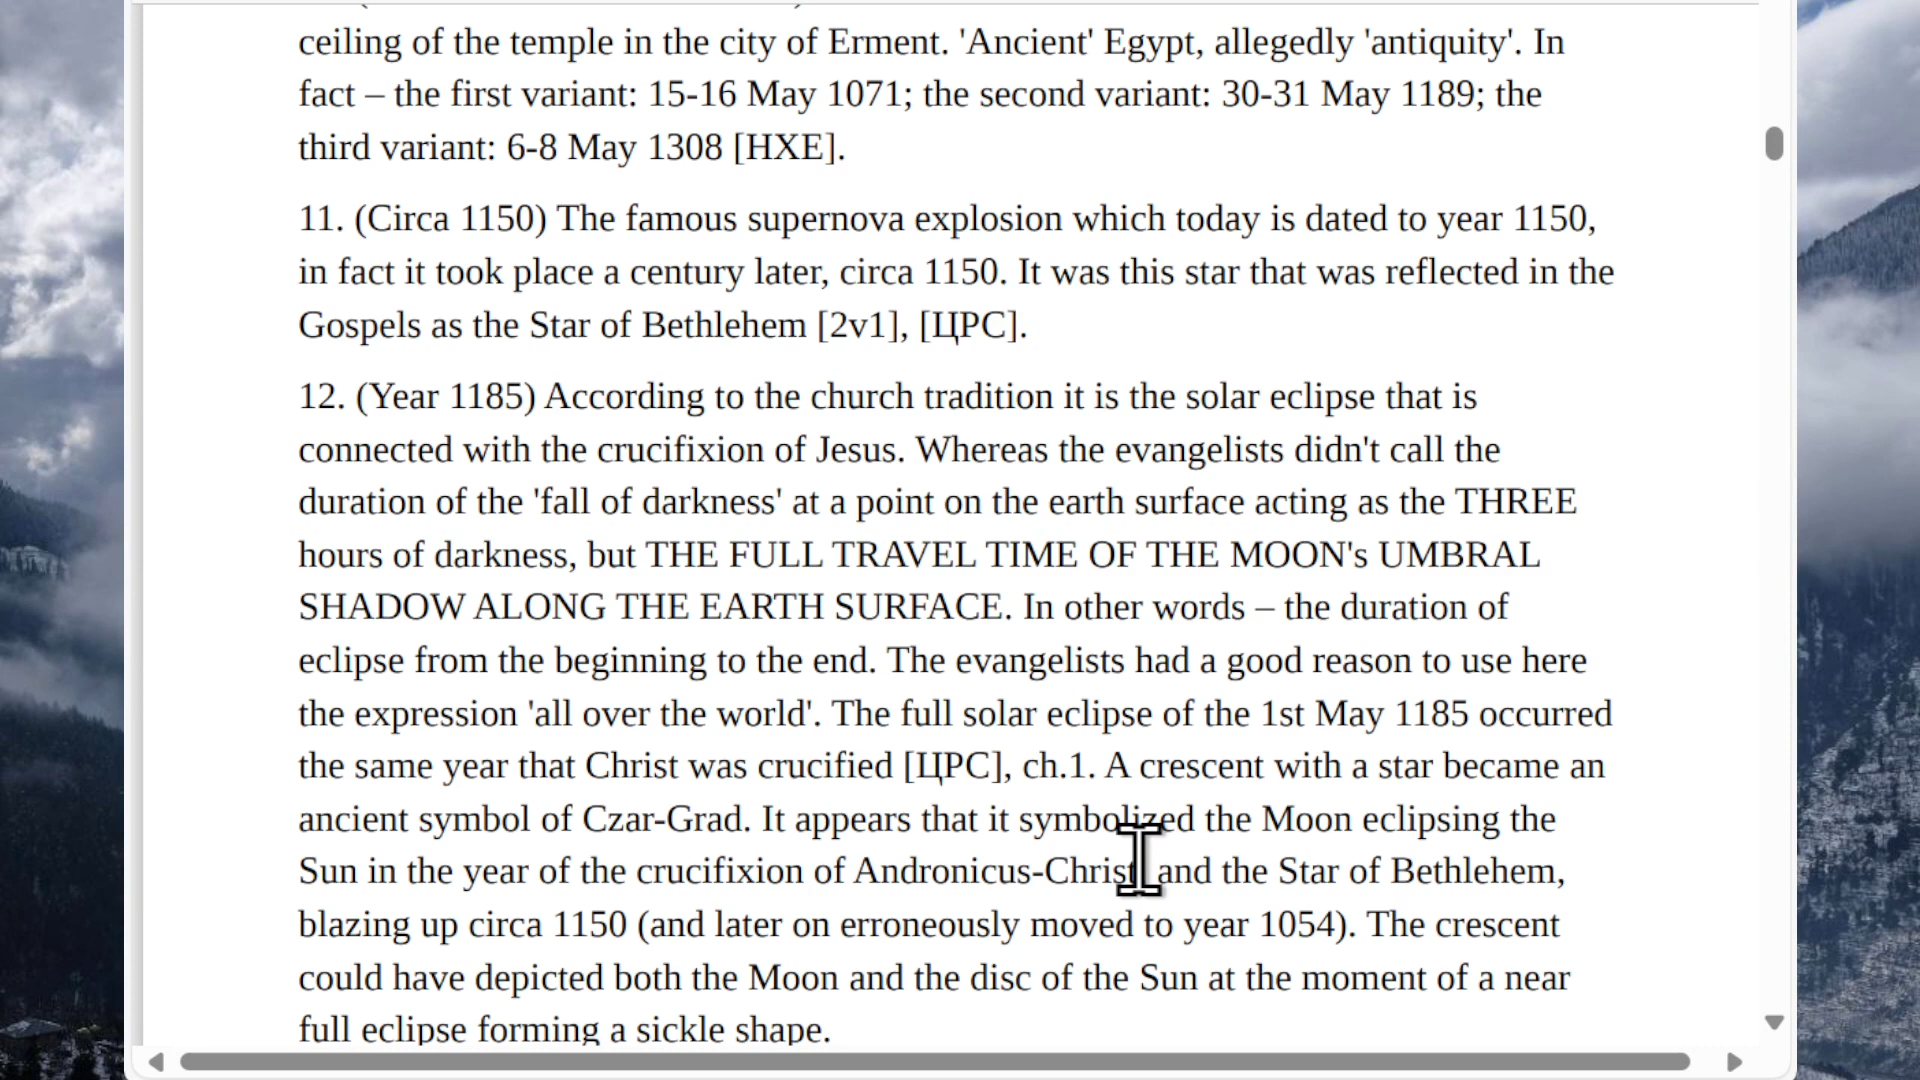 ceiling of the temple in the city of Erment. 'Ancient' Egypt, allegedly 'antiquity'. In
fact – the first variant: 15-16 May 1071; the second variant: 30-31 May 1189; the
third variant: 6-8 May 1308 [НХЕ].
11. (Circa 1150) The famous supernova explosion which today is dated to year 1150,
in fact it took place a century later, circa 1150. It was this star that was reflected in the
Gospels as the Star of Bethlehem [2v1], [ЦРС].
12. (Year 1185) According to the church tradition it is the solar eclipse that is
connected with the crucifixion of Jesus. Whereas the evangelists didn't call the
duration of the 'fall of darkness' at a point on the earth surface acting as the THREE
hours of darkness, but THE FULL TRAVEL TIME OF THE MOON's UMBRAL
SHADOW ALONG THE EARTH SURFACE. In other words – the duration of
eclipse from the beginning to the end. The evangelists had a good reason to use here
the expression 'all over the world'. The full solar eclipse of the 1st May 1185 occurred
the same year that Christ was crucified [ЦРС], ch.1. A crescent with a star became an
ancient symbol of Czar-Grad. It appears that it symbolized the Moon eclipsing the
Sun in the year of the crucifixion of Andronicus-Christ, and the Star of Bethlehem,
blazing up circa 1150 (and later on erroneously moved to year 1054). The crescent
could have depicted both the Moon and the disc of the Sun at the moment of a near
full eclipse forming a sickle shape.